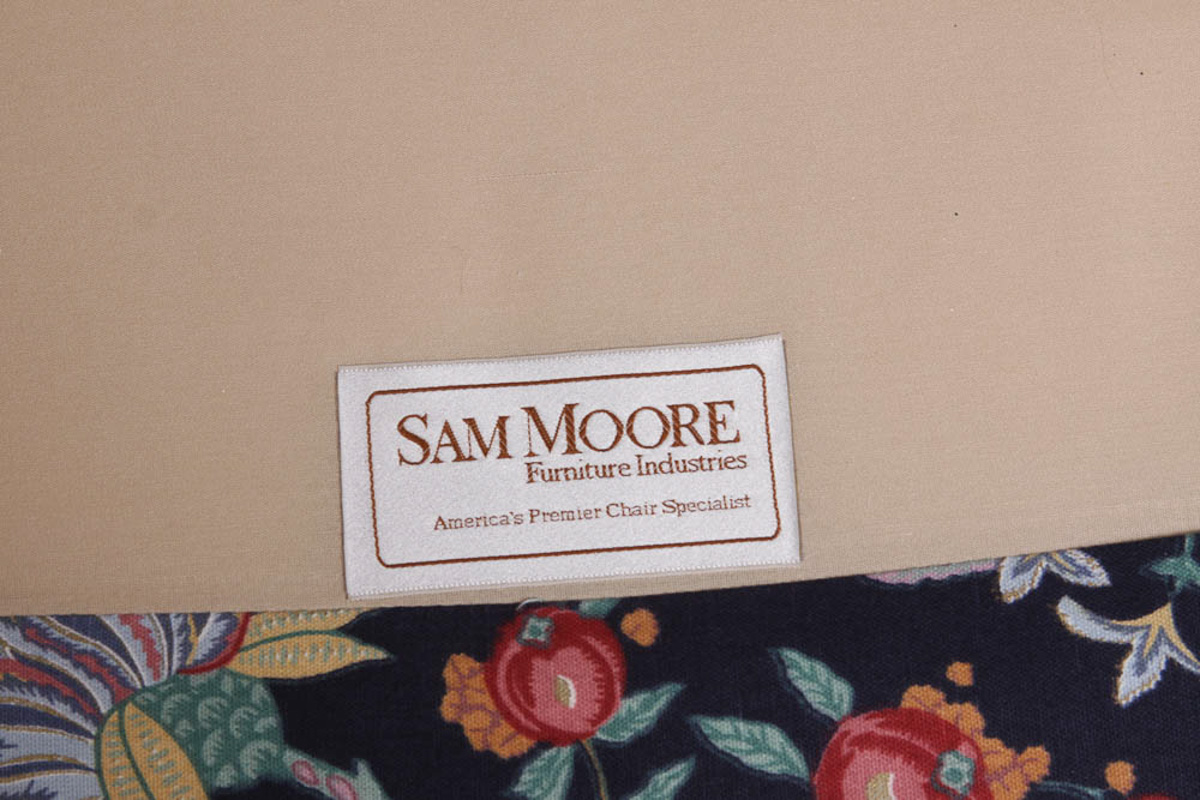 SAM MOORE
Furniture Industries
America's Premier Chair Specialist